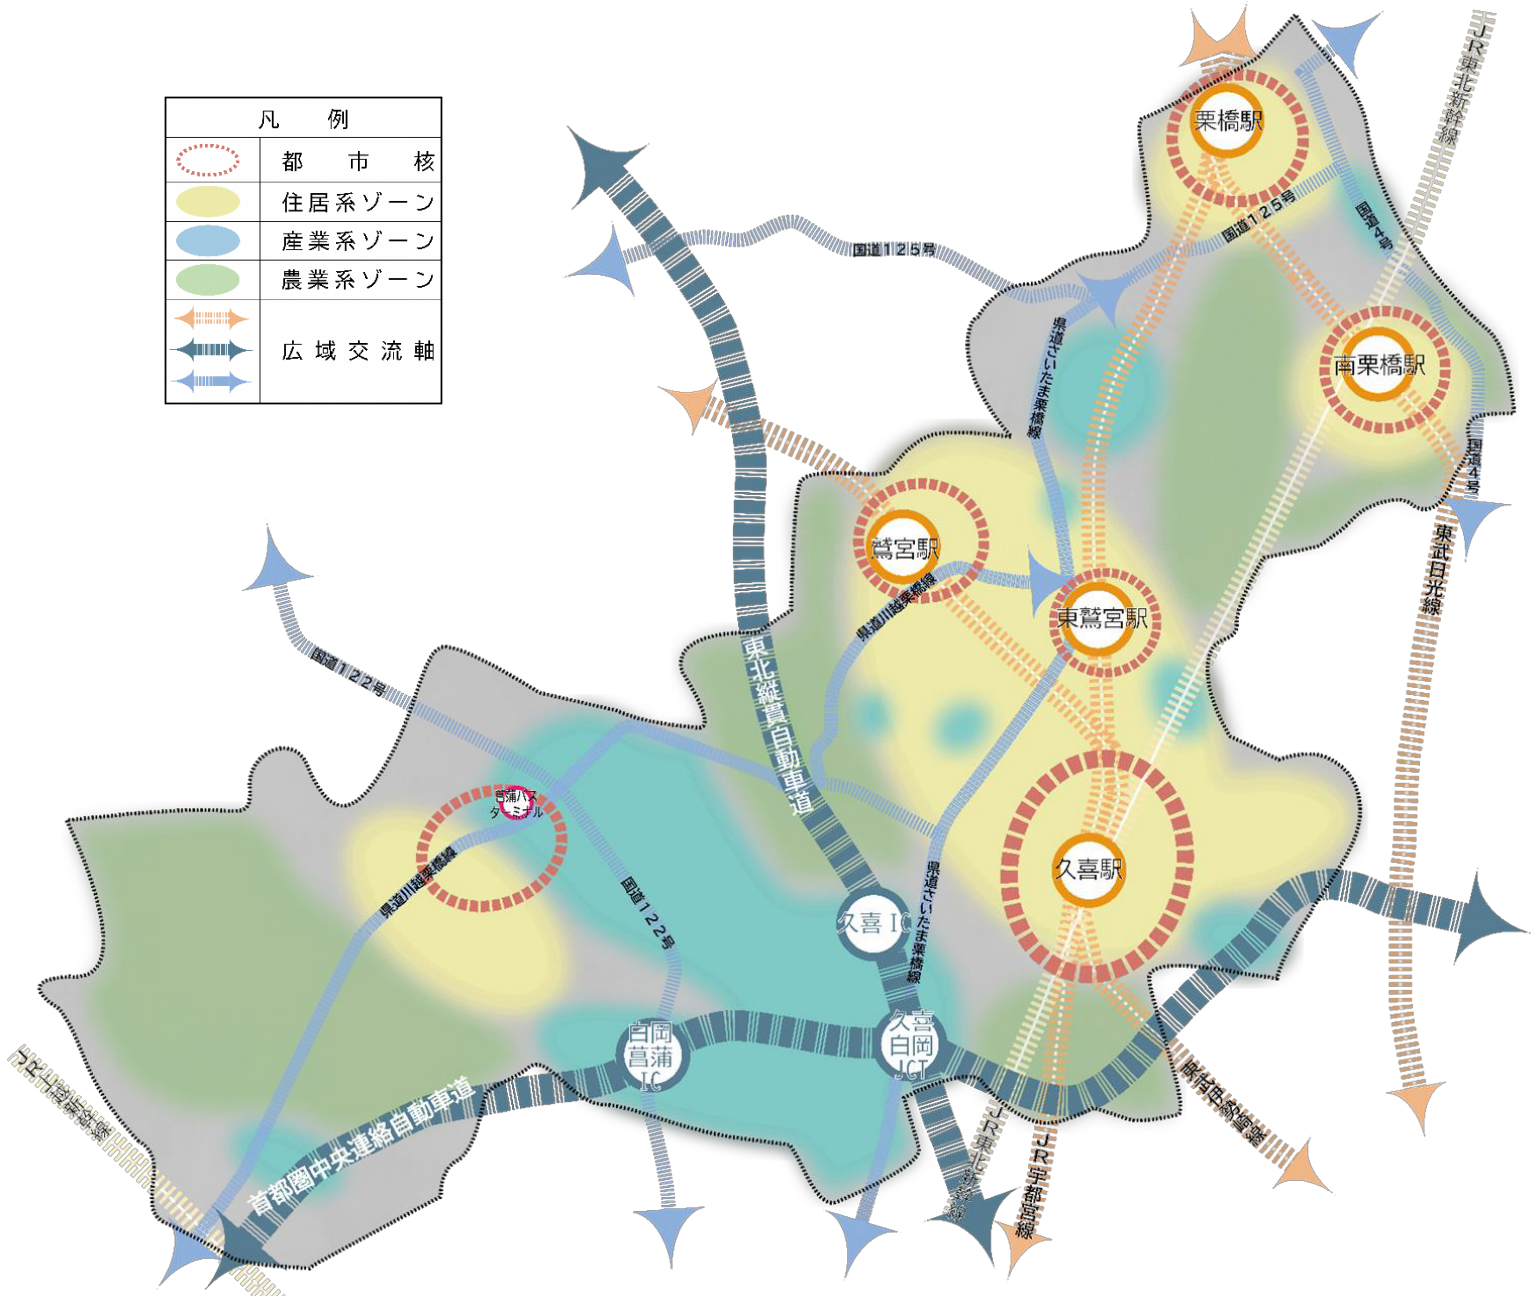 凡例
都市核
住居系ゾーン
産業系ゾーン
農業系ゾーン
広域交流軸
栗橋駅
JR東北新幹線
国道125号
国道4号
国道125号
県道さいたま栗橋線
南栗橋駅
国道4号
鷲宮駅
東武日光線
県道川越栗橋線
東鷲宮駅
国道122号
東北縦貫自動車道
菖蒲バス
ターミナル
県道川越栗橋線
久喜駅
国道122号
久喜IC
県道さいたま栗橋線
白岡
菖蒲
IC
久喜
白岡
JCT
JR上越新幹線
首都圏中央連絡自動車道
JR東北新幹線
JR宇都宮線
東武伊勢崎線